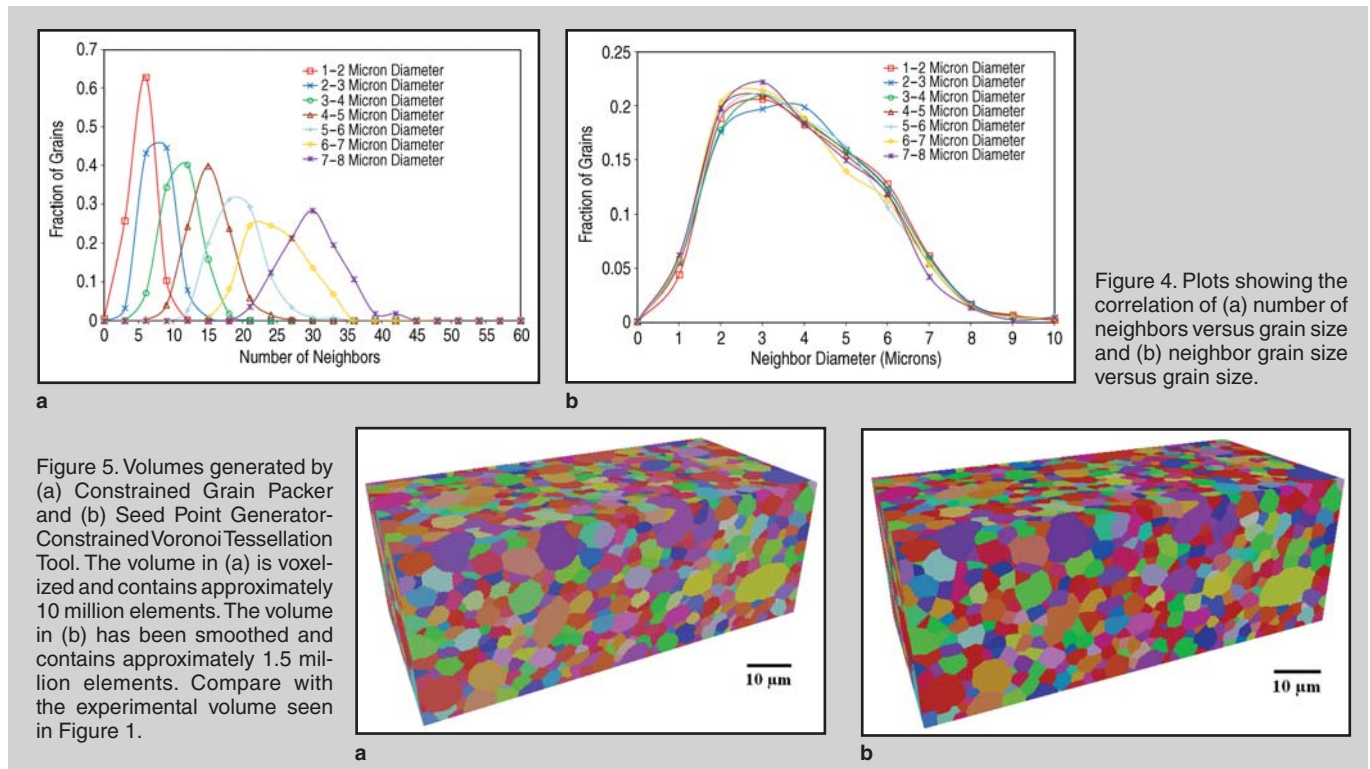 0.7
0.6
0.5
0.4
0.3
0.2
0.1
0
Fraction of Grains
1–2 Micron Diameter
2–3 Micron Diameter
3–4 Micron Diameter
4–5 Micron Diameter
5–6 Micron Diameter
6–7 Micron Diameter
7–8 Micron Diameter
0 5 10 15 20 25 30 35 40 45 50 55 60
Number of Neighbors
a
0.25
0.2
0.15
0.1
0.05
0
Fraction of Grains
1–2 Micron Diameter
2–3 Micron Diameter
3–4 Micron Diameter
4–5 Micron Diameter
5–6 Micron Diameter
6–7 Micron Diameter
7–8 Micron Diameter
0 1 2 3 4 5 6 7 8 9 10
Neighbor Diameter (Microns)
b
Figure 4. Plots showing the
correlation of (a) number of
neighbors versus grain size
and (b) neighbor grain size
versus grain size.
Figure 5. Volumes generated by
(a) Constrained Grain Packer
and (b) Seed Point Generator-
Constrained Voronoi Tessellation
Tool. The volume in (a) is voxel-
ized and contains approximately
10 million elements. The volume
in (b) has been smoothed and
contains approximately 1.5 mil-
lion elements. Compare with
the experimental volume seen
in Figure 1.
10 µm
a
10 µm
b